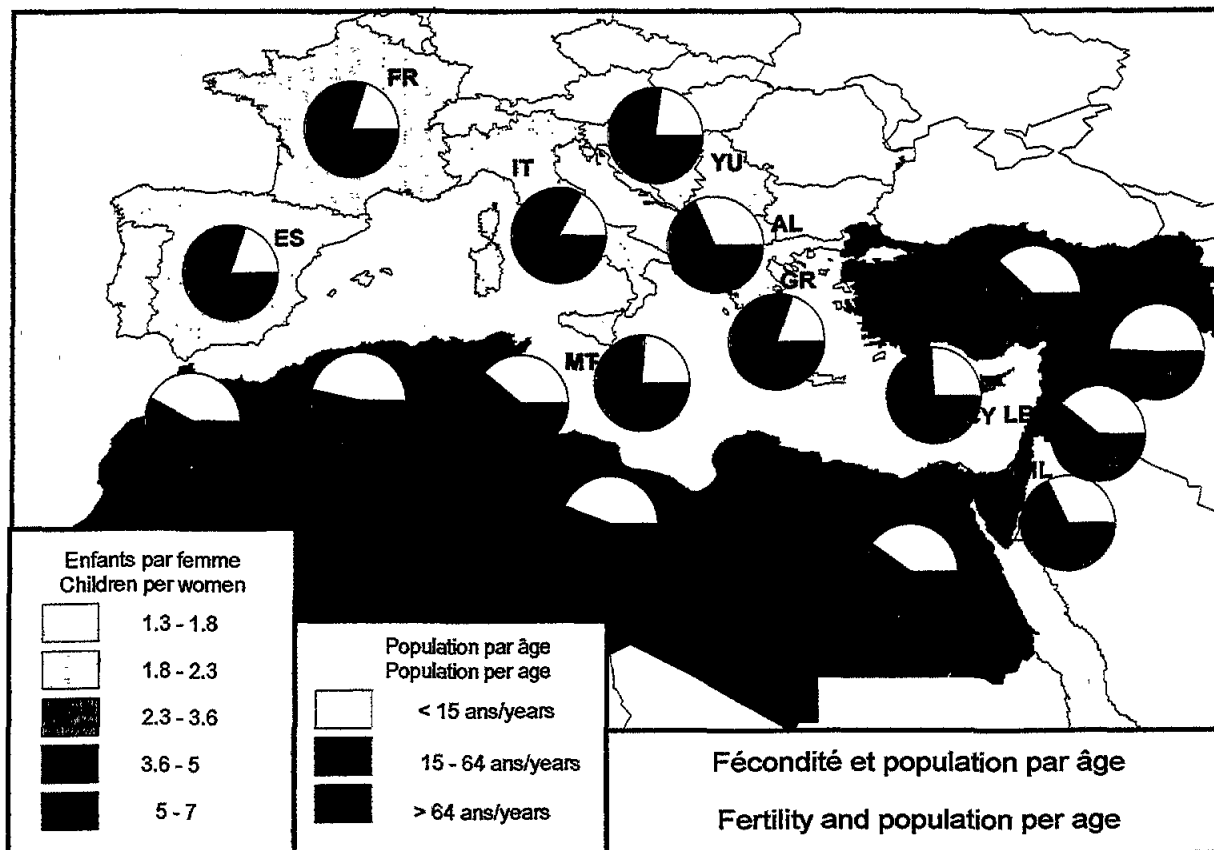 FR
YU
IT
AL
ES
GR
MT
LB
Enfants par femme
Children per women
1.3 - 1.8
1.8 - 2.3
2.3 - 3.6
3.6 - 5
5 - 7
Population par âge
Population per age
< 15 ans/years
15 - 64 ans/years
> 64 ans/years
Fécondité et population par âge
Fertility and population per age